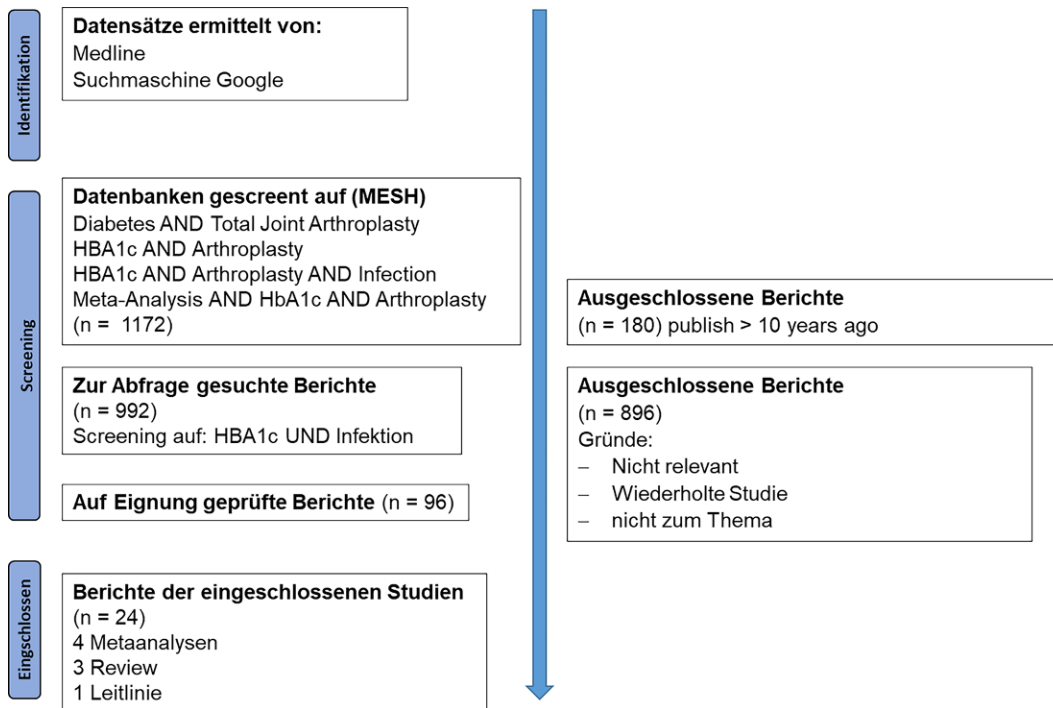 Identifikation
Datensätze ermittelt von:
Medline
Suchmaschine Google
Screening
Datenbanken gescreent auf (MESH)
Diabetes AND Total Joint Arthroplasty
HBA1c AND Arthroplasty
HBA1c AND Arthroplasty AND Infection
Meta-Analysis AND HbA1c AND Arthroplasty
(n = 1172)
Ausgeschlossene Berichte
(n = 180) publish > 10 years ago
Zur Abfrage gesuchte Berichte
(n = 992)
Screening auf: HBA1c UND Infektion
Ausgeschlossene Berichte
(n = 896)
Gründe:
– Nicht relevant
– Wiederholte Studie
– nicht zum Thema
Auf Eignung geprüfte Berichte (n = 96)
Eingschlossen
Berichte der eingeschlossenen Studien
(n = 24)
4 Metaanalysen
3 Review
1 Leitlinie